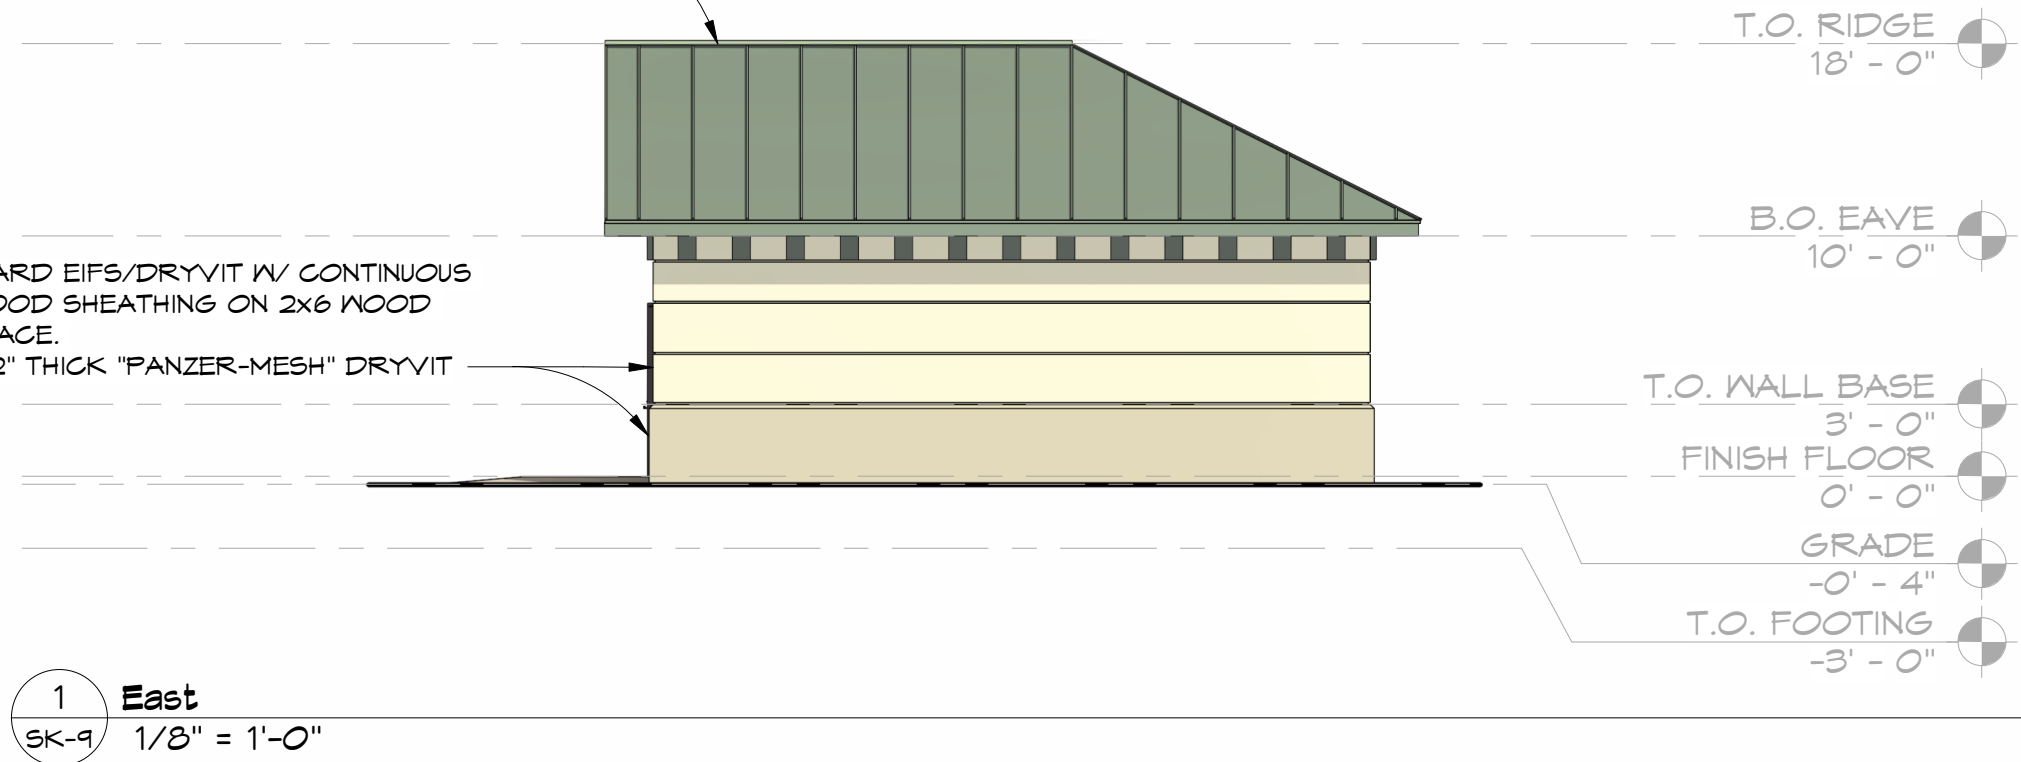 T.O. RIDGE
18' - 0"
B.O. EAVE
10' - 0"
ARD EIFS/DRYVIT W/ CONTINUOUS
OOD SHEATHING ON 2x6 WOOD
ACE.
2" THICK "PANZER-MESH" DRYVIT
T.O. WALL BASE
3' - 0"
FINISH FLOOR
0' - 0"
GRADE
-0' - 4"
T.O. FOOTING
-3' - 0"
1
East
SK-9
1/8" = 1'-0"